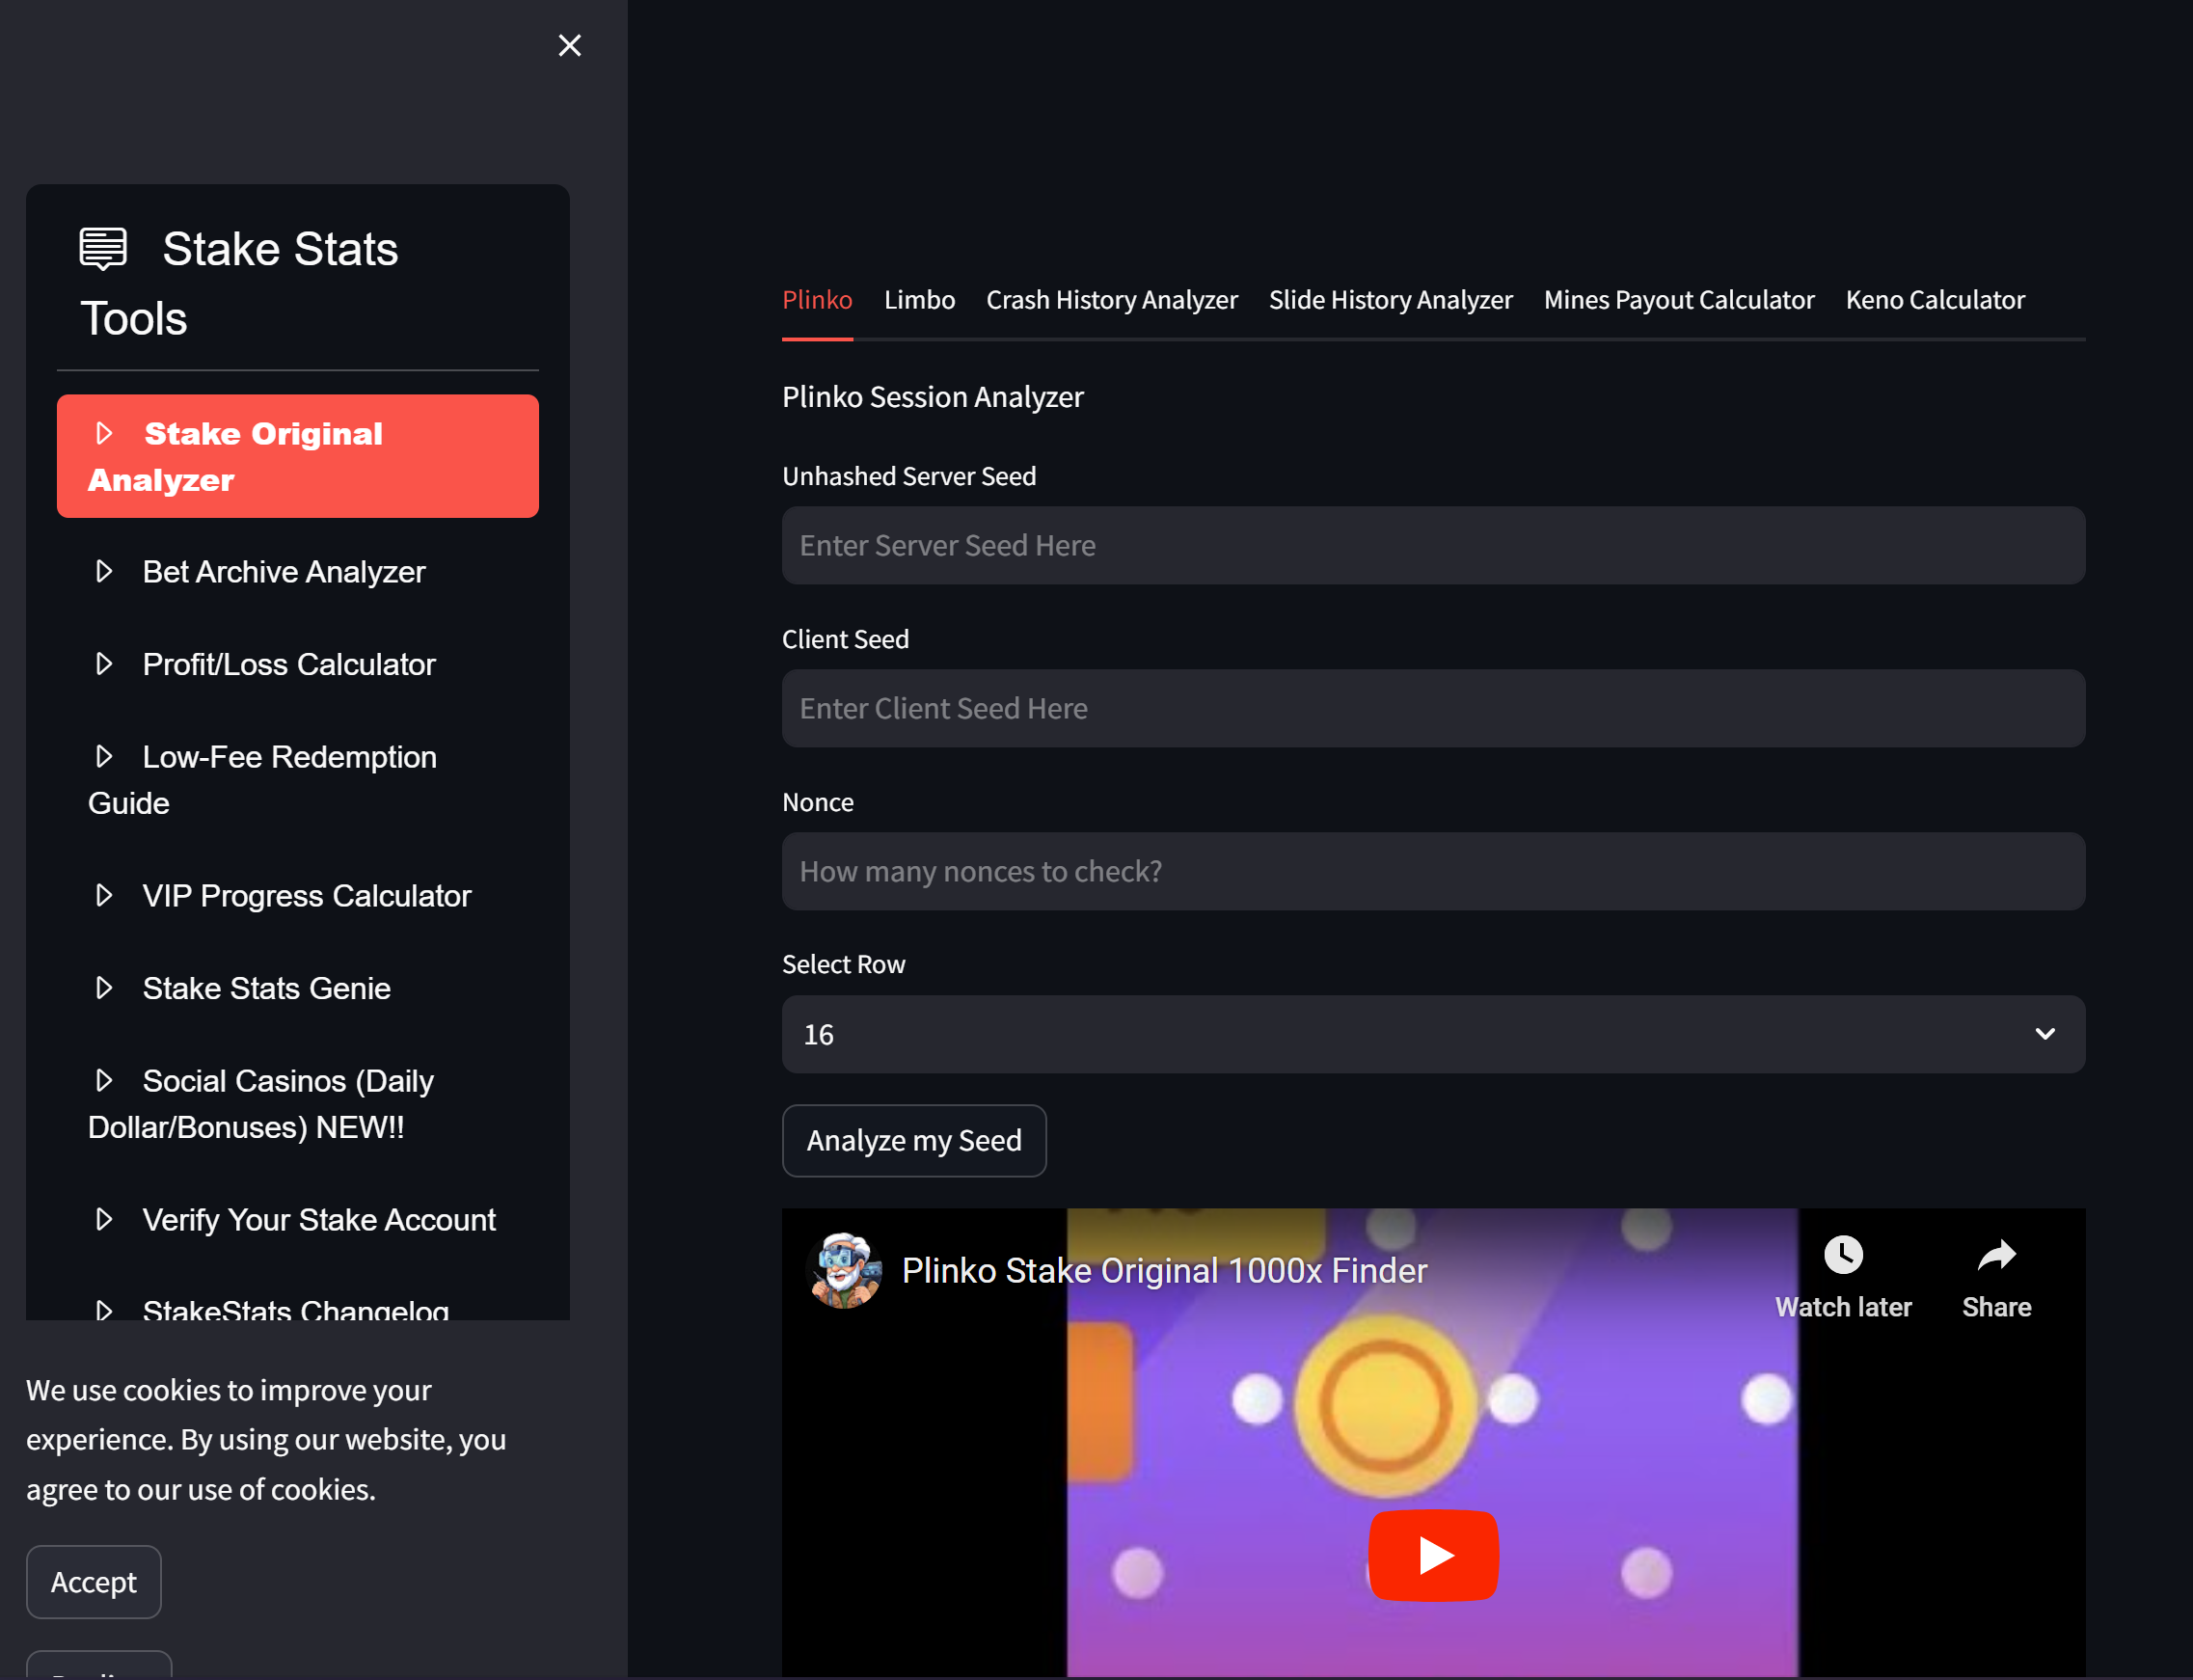 Stake Stats
Tools
Stake Original
Analyzer
Bet Archive Analyzer
Profit/Loss Calculator
Low-Fee Redemption
Guide
VIP Progress Calculator
Stake Stats Genie
Social Casinos (Daily
Dollar/Bonuses) NEW!!
Verify Your Stake Account
StakeStats Changelog
We use cookies to improve your
experience. By using our website, you
agree to our use of cookies.
Accept
Plinko Limbo Crash History Analyzer Slide History Analyzer Mines Payout Calculator Keno Calculator
Plinko Session Analyzer
Unhashed Server Seed
Enter Server Seed Here
Client Seed
Enter Client Seed Here
Nonce
How many nonces to check?
Select Row
16
Analyze my Seed
Plinko Stake Original 1000x Finder
Watch later Share